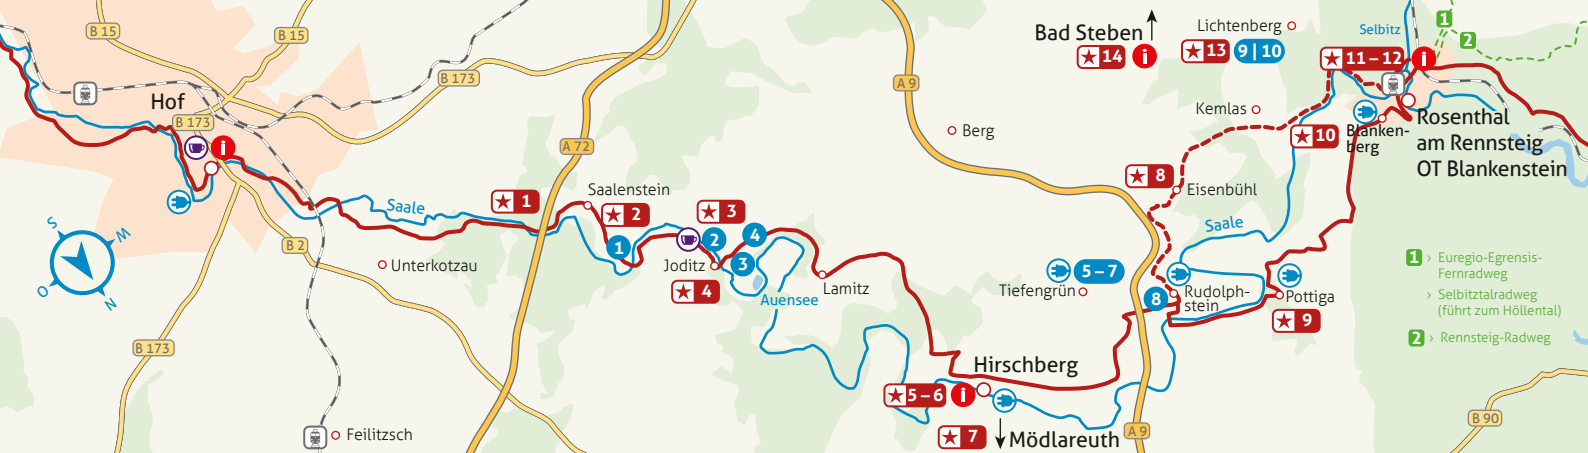 B 15
B 15
Hof
B 173
B 173
Saale
Unterkotzau
B 2
B 173
Feilitzsch
S
W
O
N
A 72
1
Saalenstein
2
1
3
2
4
3
Joditz
4
Auensee
Lamitz
A 9
Berg
Bad Steben
14
i
Lichtenberg
13
9 | 10
Kemlas
Selbitz
11 – 12
i
1
2
10
Blanken-
berg
Rosenthal
am Rennsteig
OT Blankenstein
8
Eisenbühl
Saale
5 – 7
Tiefengrün
8
Rudolph-
stein
Pottiga
9
Hirschberg
5 – 6
i
7
Mödlareuth
A 9
B 90
1 › Euregio-Egrensis-
Fernradweg
› Selbitztalradweg
(führt zum Höllental)
2 › Rennsteig-Radweg
i